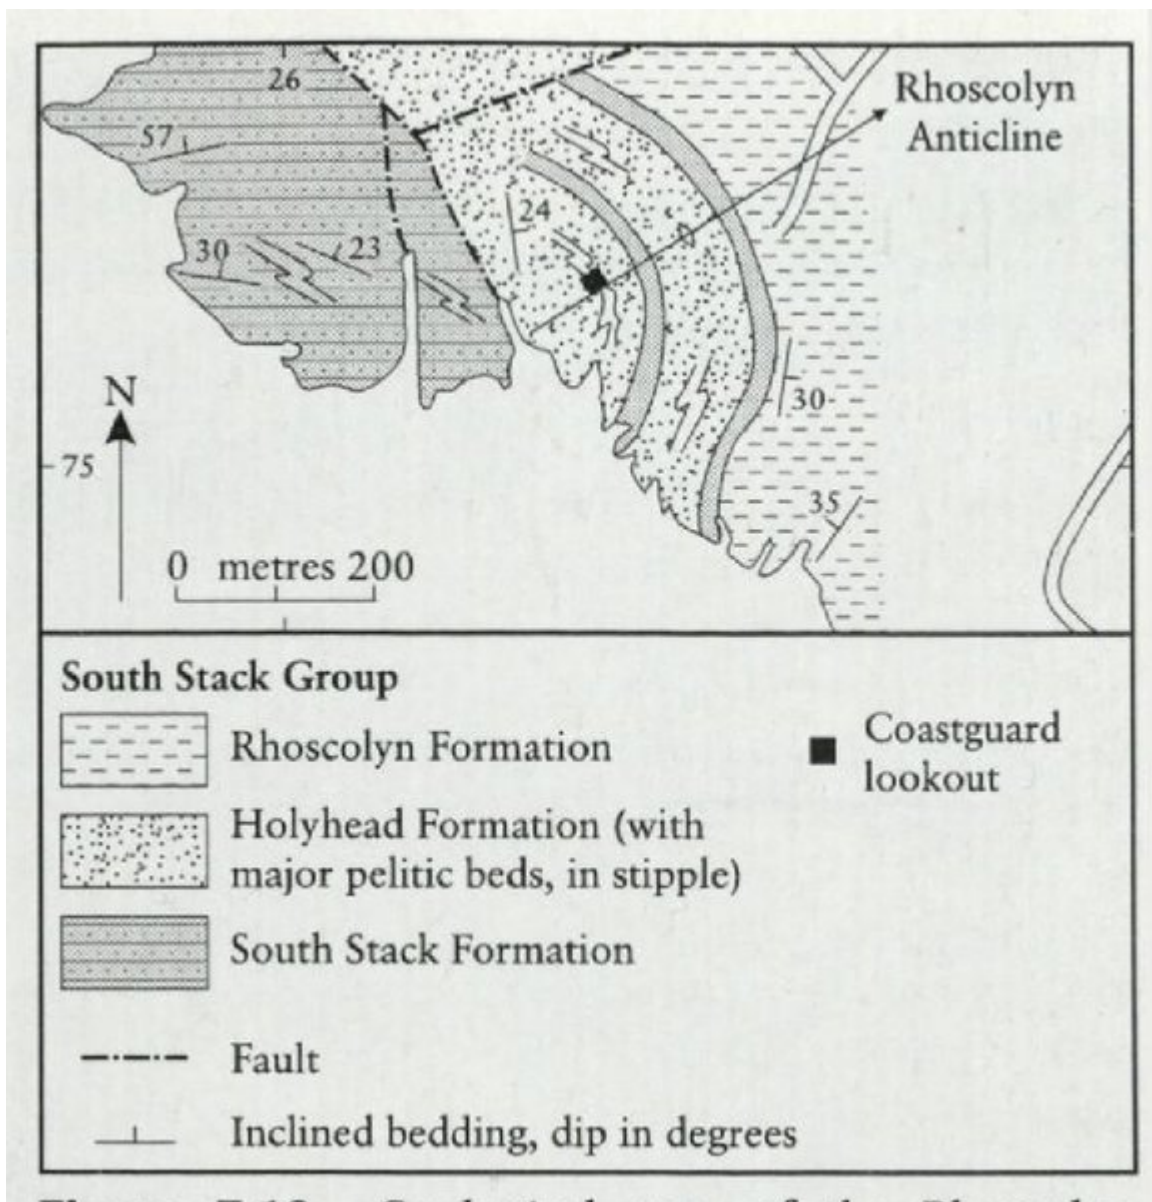 26
Rhoscolyn
Anticline
57
24
30
23
N
30
75
35
0 metres 200
South Stack Group
Rhoscolyn Formation
Coastguard
lookout
Holyhead Formation (with
major pelitic beds, in stipple)
South Stack Formation
Fault
Inclined bedding, dip in degrees